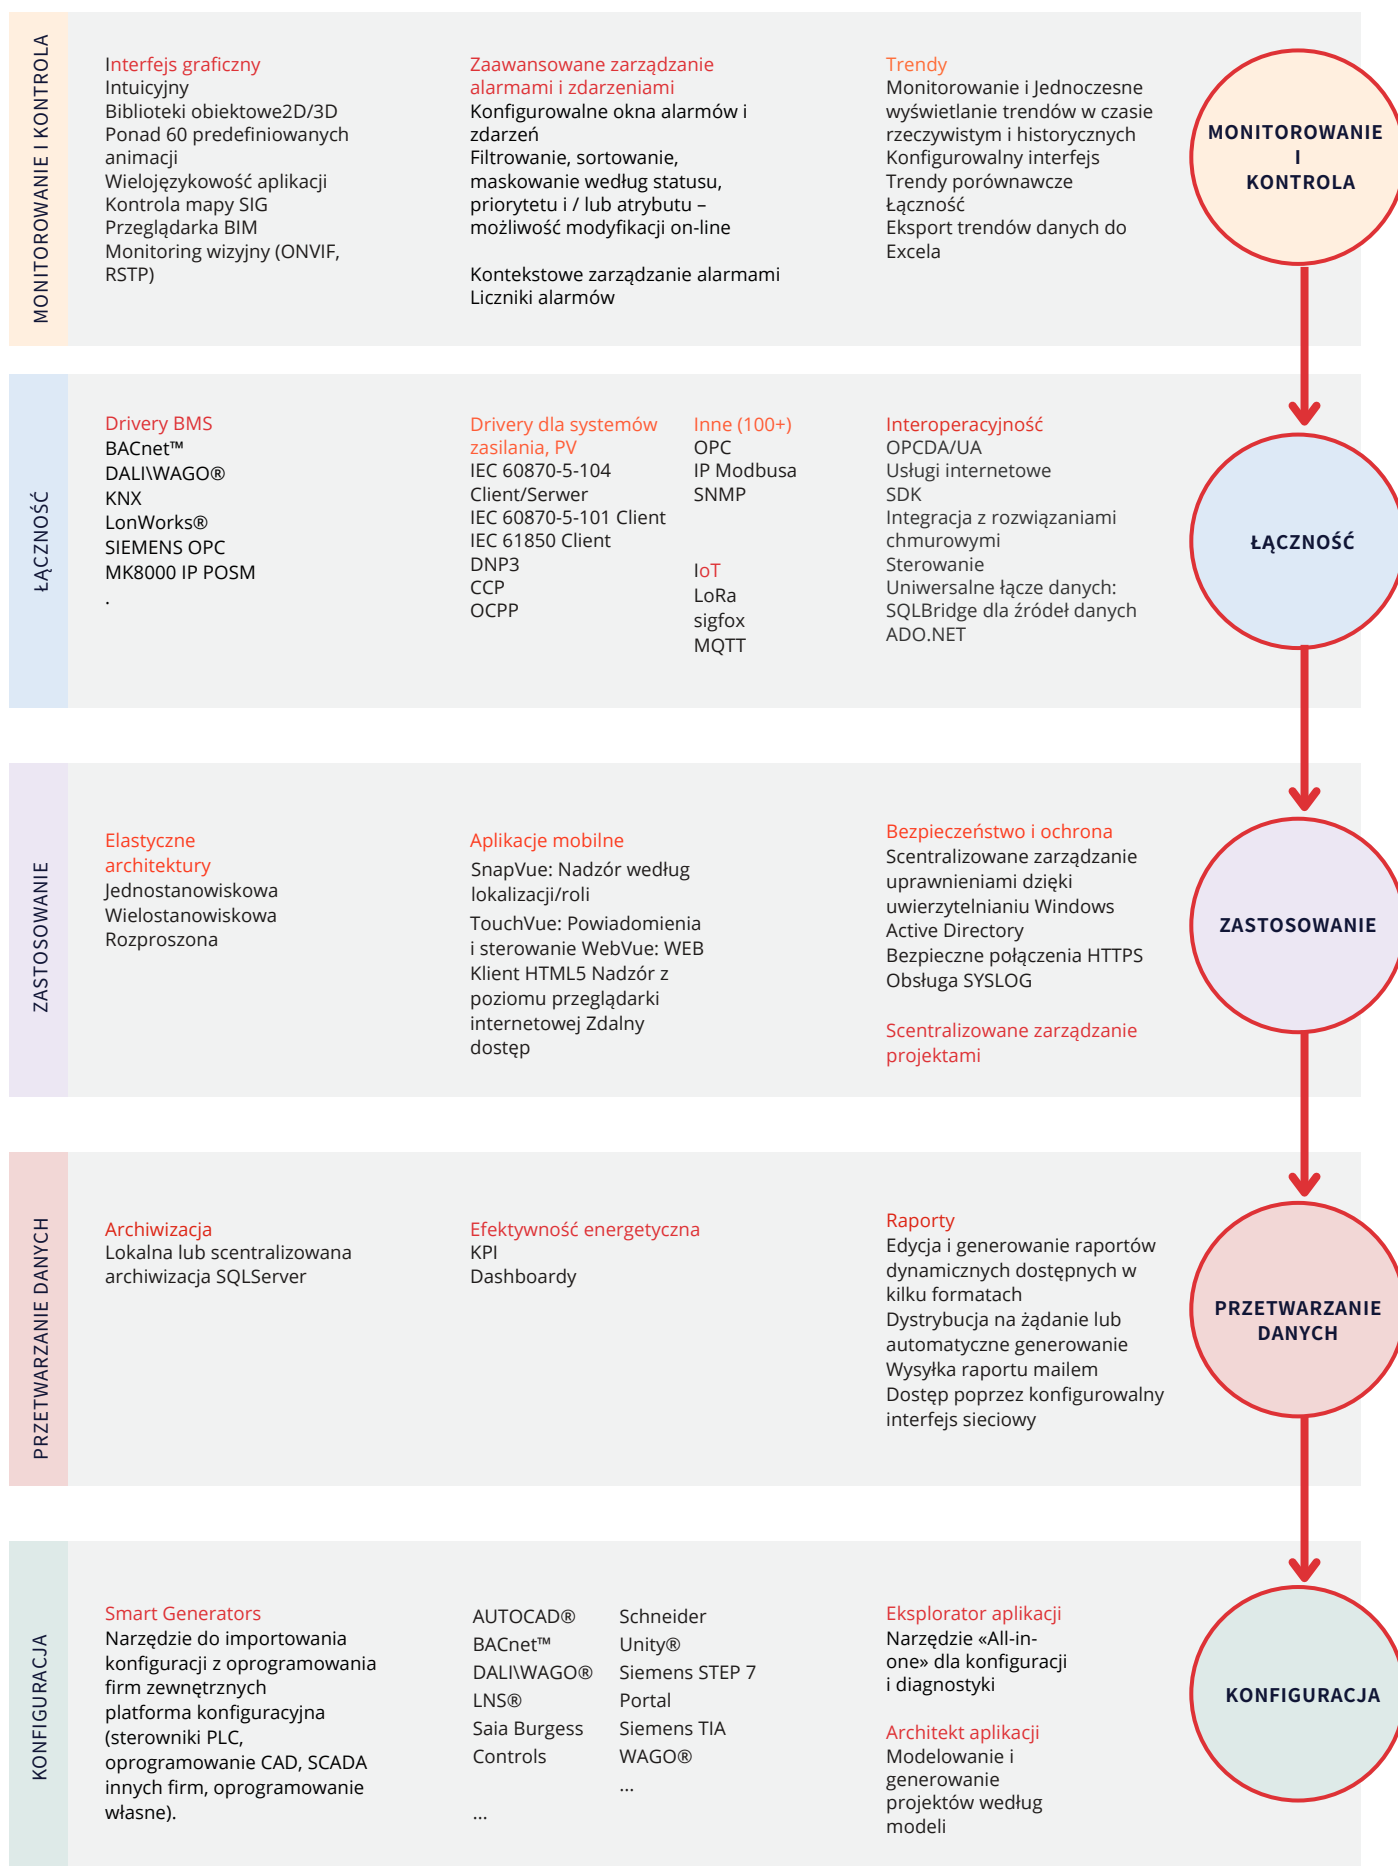 MONITOROWANIE I KONTROLA
Interfejs graficzny
Intuicyjny
Biblioteki obiektowe2D/3D
Ponad 60 predefiniowanych
animacji
Wielojęzykowość aplikacji
Kontrola mapy SIG
Przeglądarka BIM
Monitoring wizyjny (ONVIF,
RSTP)
Zaawansowane zarządzanie
alarmami i zdarzeniami
Konfigurowalne okna alarmów i
zdarzeń
Filtrowanie, sortowanie,
maskowanie według statusu,
priorytetu i / lub atrybutu –
możliwość modyfikacji on-line
Kontekstowe zarządzanie alarmami
Liczniki alarmów
Trendy
Monitorowanie i Jednoczesne
wyświetlanie trendów w czasie
rzeczywistym i historycznych
Konfigurowalny interfejs
Trendy porównawcze
Łączność
Eksport trendów danych do
Excela
MONITOROWANIE
I
KONTROLA
ŁĄCZNOŚĆ
Drivery BMS
BACnet™
DALI\WAGO®
KNX
LonWorks®
SIEMENS OPC
MK8000 IP POSM
.
Drivery dla systemów
zasilania, PV
IEC 60870-5-104
Client/Serwer
IEC 60870-5-101 Client
IEC 61850 Client
DNP3
CCP
OCPP
Inne (100+)
OPC
IP Modbusa
SNMP
IoT
LoRa
sigfox
MQTT
Interoperacyjność
OPCDA/UA
Usługi internetowe
SDK
Integracja z rozwiązaniami
chmurowymi
Sterowanie
Uniwersalne łącze danych:
SQLBridge dla źródeł danych
ADO.NET
ŁĄCZNOŚĆ
ZASTOSOWANIE
Elastyczne
architektury
Jednostanowiskowa
Wielostanowiskowa
Rozproszona
Aplikacje mobilne
SnapVue: Nadzór według
lokalizacji/roli
TouchVue: Powiadomienia
i sterowanie WebVue: WEB
Klient HTML5 Nadzór z
poziomu przeglądarki
internetowej Zdalny
dostęp
Bezpieczeństwo i ochrona
Scentralizowane zarządzanie
uprawnieniami dzięki
uwierzytelnianiu Windows
Active Directory
Bezpieczne połączenia HTTPS
Obsługa SYSLOG
Scentralizowane zarządzanie
projektami
ZASTOSOWANIE
PRZETWARZANIE DANYCH
Archiwizacja
Lokalna lub scentralizowana
archiwizacja SQLServer
Efektywność energetyczna
KPI
Dashboardy
Raporty
Edycja i generowanie raportów
dynamicznych dostępnych w
kilku formatach
Dystrybucja na żądanie lub
automatyczne generowanie
Wysyłka raportu mailem
Dostęp poprzez konfigurowalny
interfejs sieciowy
PRZETWARZANIE
DANYCH
KONFIGURACJA
Smart Generators
Narzędzie do importowania
konfiguracji z oprogramowania
firm zewnętrznych
platforma konfiguracyjna
(sterowniki PLC,
oprogramowanie CAD, SCADA
innych firm, oprogramowanie
własne).
AUTOCAD®
BACnet™
DALI\WAGO®
LNS®
Saia Burgess
Controls
...
Schneider
Unity®
Siemens STEP 7
Portal
Siemens TIA
WAGO®
...
Eksplorator aplikacji
Narzędzie «All-in-
one» dla konfiguracji
i diagnostyki
Architekt aplikacji
Modelowanie i
generowanie
projektów według
modeli
KONFIGURACJA